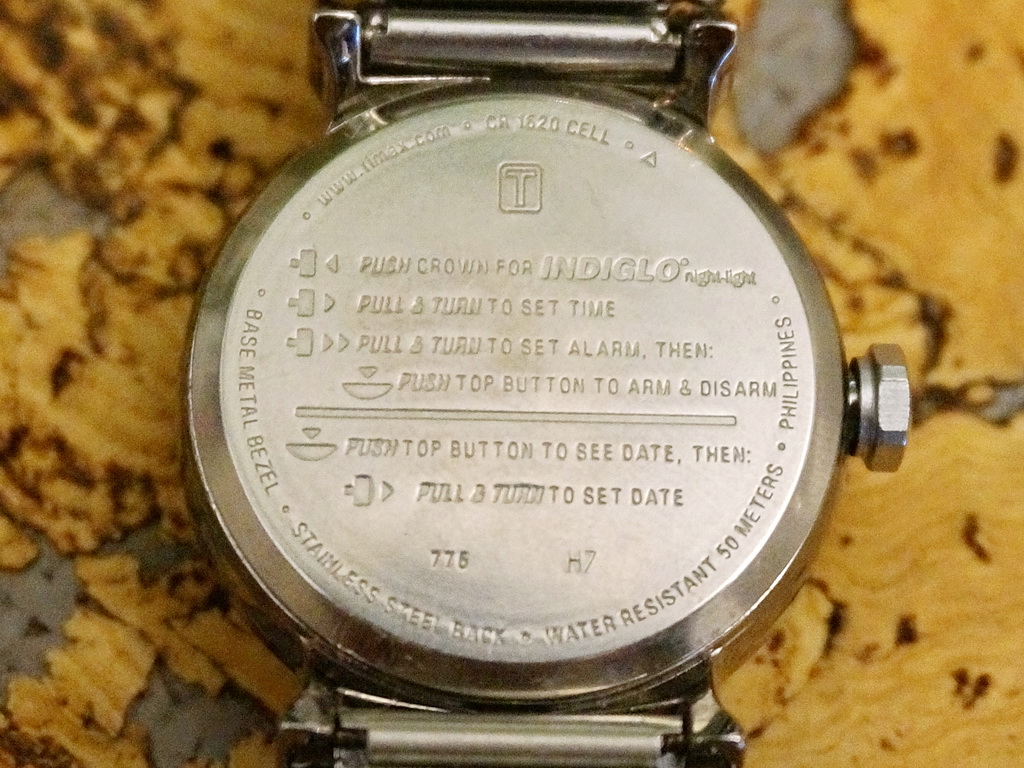 www.timex.com • CR 1620 CELL •
T
PUSH CROWN FOR INDIGLO® night-light
PULL & TURN TO SET TIME
PULL & TURN TO SET ALARM, THEN:
PUSH TOP BUTTON TO ARM & DISARM
PUSH TOP BUTTON TO SEE DATE, THEN:
PULL & TURN TO SET DATE
775 H7
• BASE METAL BEZEL • STAINLESS STEEL BACK • WATER RESISTANT 50 METERS • PHILIPPINES •